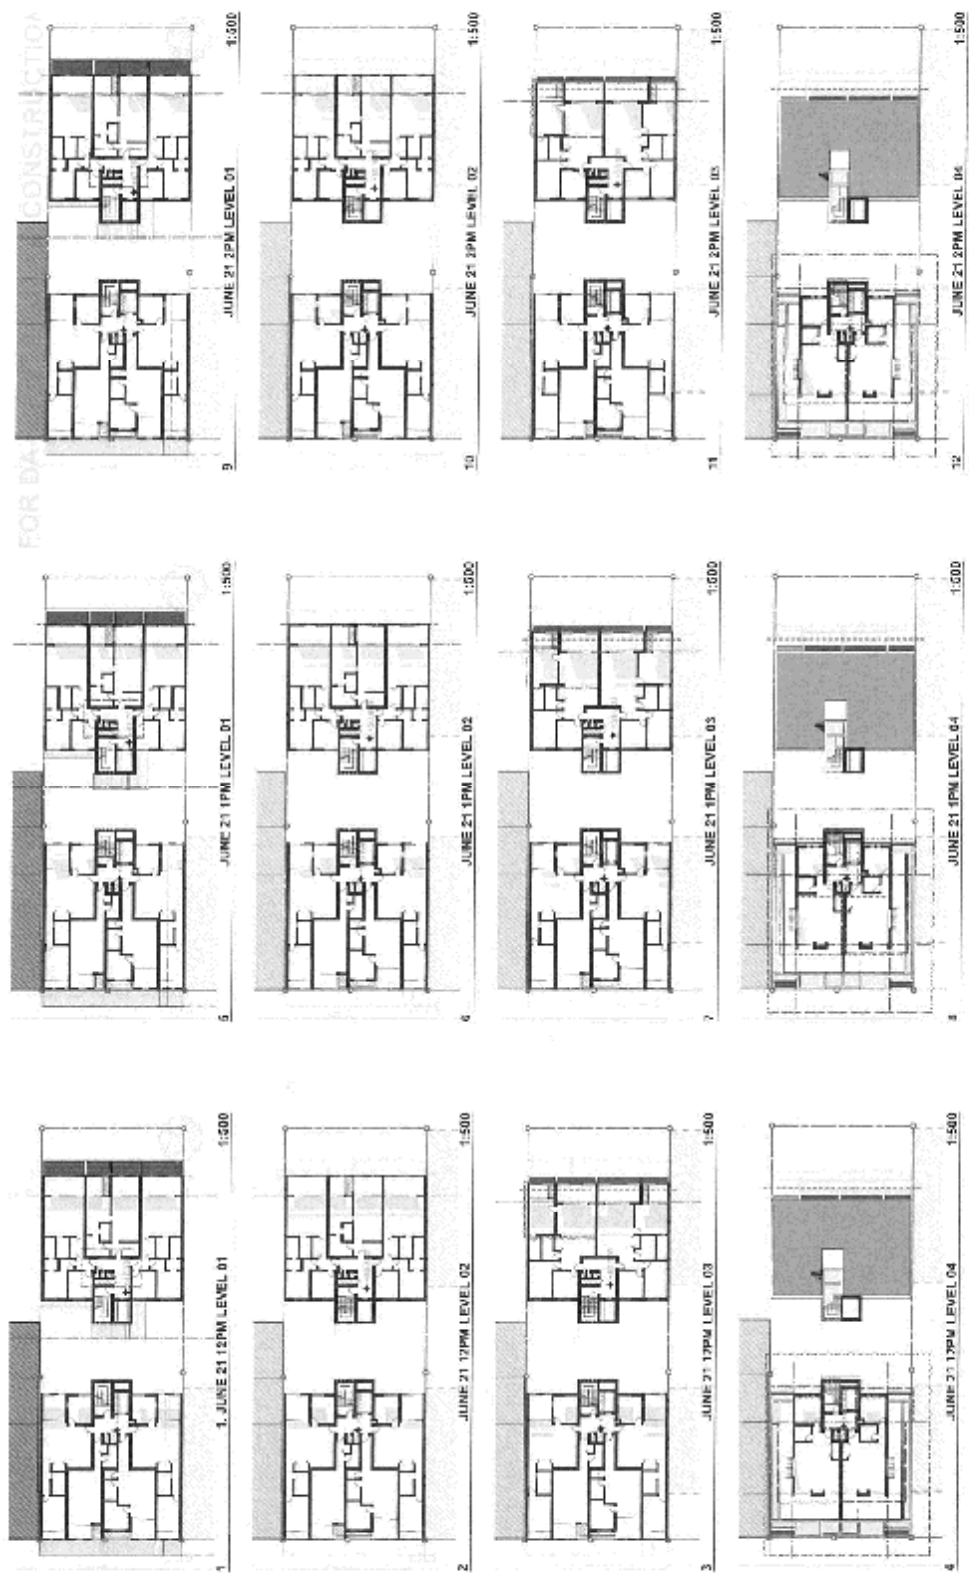 FOR DA
CONSTRUCTION
1. JUNE 21 12PM LEVEL 01
1
1:500
JUNE 21 12PM LEVEL 02
2
1:500
JUNE 21 12PM LEVEL 03
3
1:500
JUNE 21 12PM LEVEL 04
4
1:500
JUNE 21 1PM LEVEL 01
5
1:500
JUNE 21 1PM LEVEL 02
6
1:500
JUNE 21 1PM LEVEL 03
7
1:500
JUNE 21 1PM LEVEL 04
8
1:500
JUNE 21 2PM LEVEL 01
9
1:500
JUNE 21 2PM LEVEL 02
10
1:500
JUNE 21 2PM LEVEL 03
11
1:500
JUNE 21 2PM LEVEL 04
12
1:500